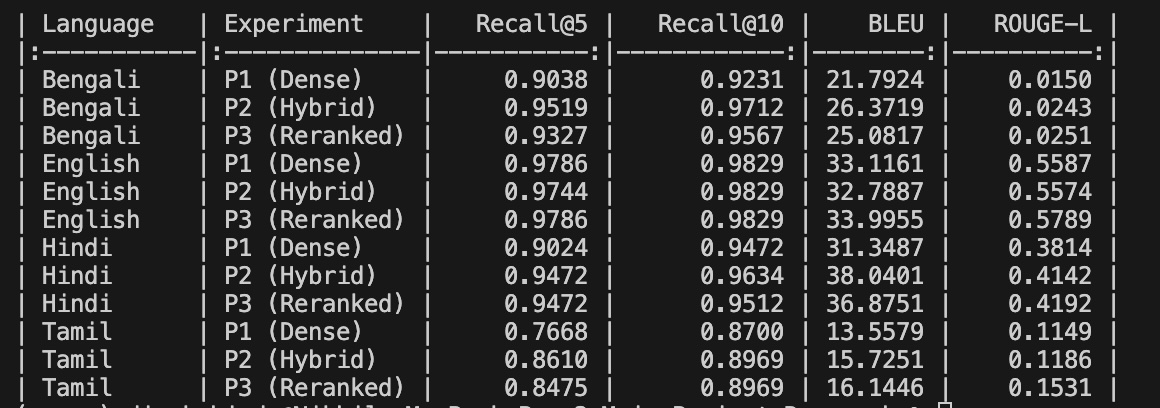 | Language   | Experiment    |   Recall@5 |   Recall@10 |    BLEU |   ROUGE-L |
|:-----------|:--------------|-----------:|------------:|--------:|----------:|
| Bengali    | P1 (Dense)    |     0.9038 |      0.9231 | 21.7924 |    0.0150 |
| Bengali    | P2 (Hybrid)   |     0.9519 |      0.9712 | 26.3719 |    0.0243 |
| Bengali    | P3 (Reranked) |     0.9327 |      0.9567 | 25.0817 |    0.0251 |
| English    | P1 (Dense)    |     0.9786 |      0.9829 | 33.1161 |    0.5587 |
| English    | P2 (Hybrid)   |     0.9744 |      0.9829 | 32.7887 |    0.5574 |
| English    | P3 (Reranked) |     0.9786 |      0.9829 | 33.9955 |    0.5789 |
| Hindi      | P1 (Dense)    |     0.9024 |      0.9472 | 31.3487 |    0.3814 |
| Hindi      | P2 (Hybrid)   |     0.9472 |      0.9634 | 38.0401 |    0.4142 |
| Hindi      | P3 (Reranked) |     0.9472 |      0.9512 | 36.8751 |    0.4192 |
| Tamil      | P1 (Dense)    |     0.7668 |      0.8700 | 13.5579 |    0.1149 |
| Tamil      | P2 (Hybrid)   |     0.8610 |      0.8969 | 15.7251 |    0.1186 |
| Tamil      | P3 (Reranked) |     0.8475 |      0.8969 | 16.1446 |    0.1531 |